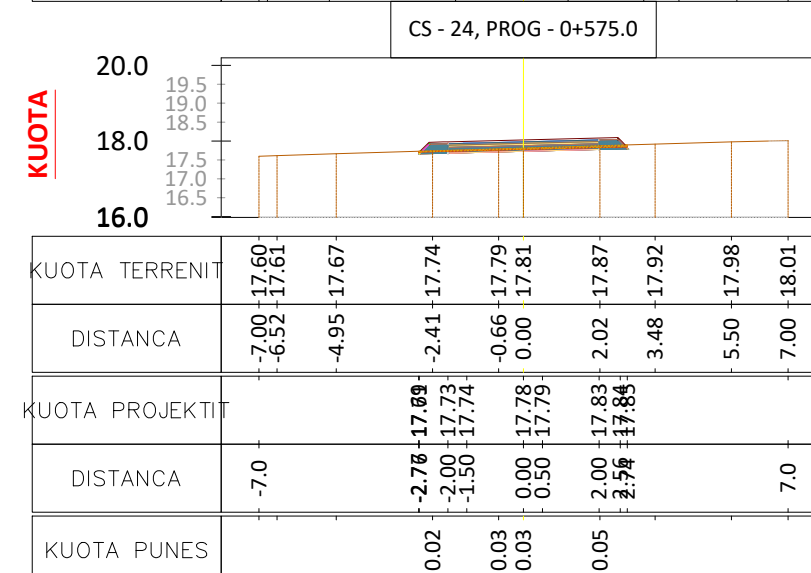 CS - 24, PROG - 0+575.0
KUOTA
20.0
19.5
19.0
18.5
18.0
17.5
17.0
16.5
16.0
KUOTA TERRENIT 17.60 17.61 17.67 17.74 17.79 17.81 17.87 17.92 17.98 18.01
DISTANCA -7.00 -6.52 -4.95 -2.41 -0.66 0.00 2.02 3.48 5.50 7.00
KUOTA PROJEKTIT 17.73 17.74 17.78 17.79 17.83 17.84 17.85
DISTANCA -7.0 -2.00 -1.50 0.00 0.50 2.00 2.56 2.74 7.0
KUOTA PUNES 0.02 0.03 0.03 0.05